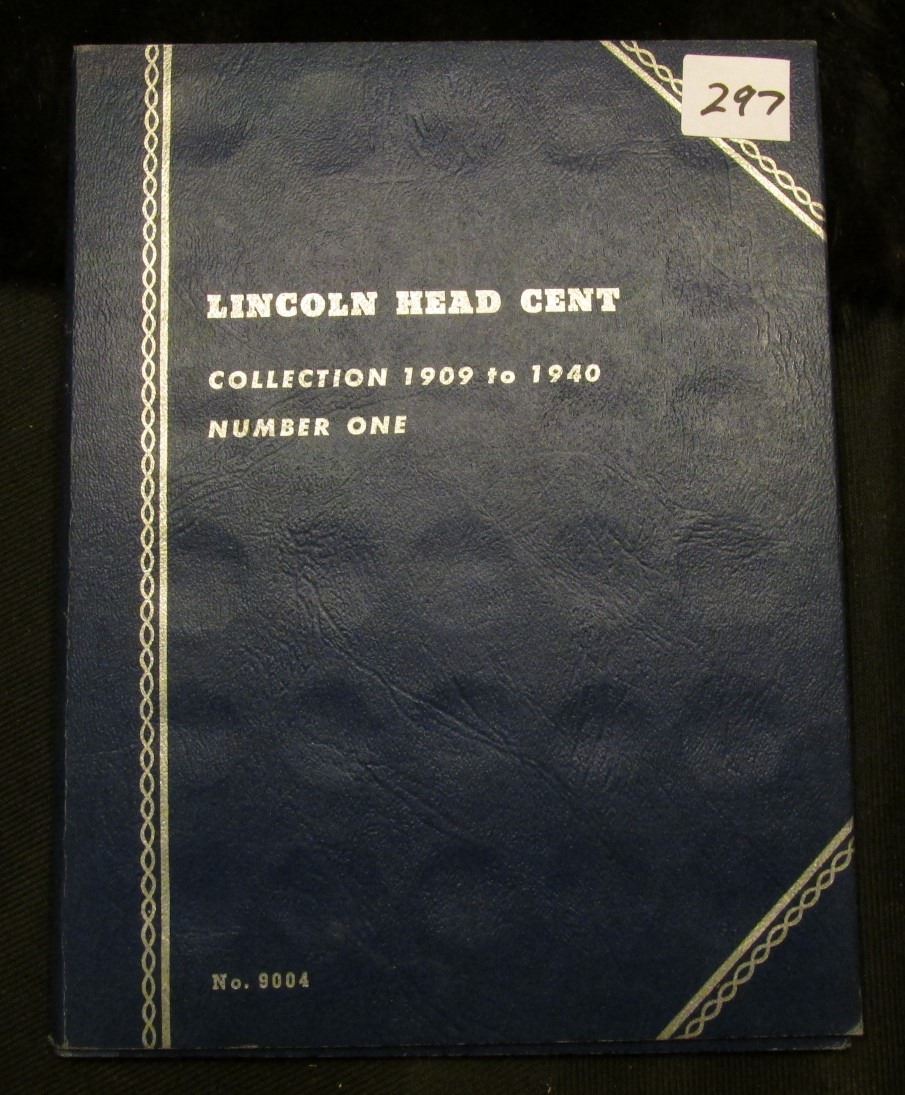 297
LINCOLN HEAD CENT
COLLECTION 1909 to 1940
NUMBER ONE
No. 9004